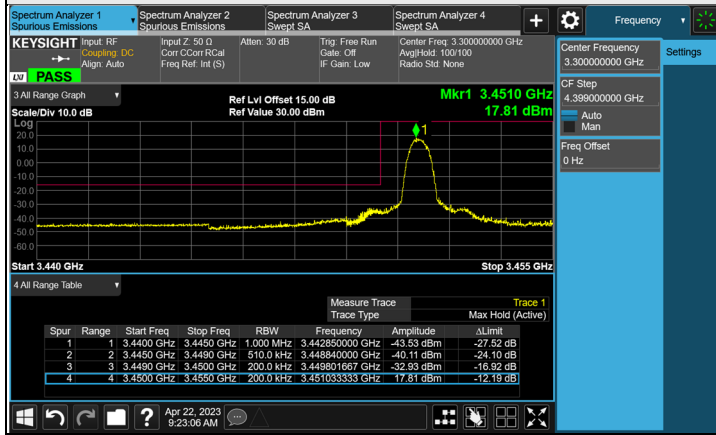 Spectrum Analyzer 1
Spurious Emissions
Spectrum Analyzer 2
Spurious Emissions
Spectrum Analyzer 3
Swept SA
Spectrum Analyzer 4
Swept SA
Frequency
KEYSIGHT
Input: RF
Coupling: DC
Align: Auto
Input Z: 50 Ω
Corr CCorr RCal
Freq Ref: Int (S)
Atten: 30 dB
Trig: Free Run
Gate: Off
IF Gain: Low
Center Freq: 3.300000000 GHz
Avg|Hold: 100/100
Radio Std: None
LXI
PASS
Center Frequency
3.300000000 GHz
Settings
CF Step
4.399000000 GHz
Auto
Man
Freq Offset
0 Hz
3 All Range Graph
Scale/Div 10.0 dB
Ref Lvl Offset 15.00 dB
Ref Value 30.00 dBm
Mkr1 3.4510 GHz
17.81 dBm
Log
20.0
10.0
0.00
-10.0
-20.0
-30.0
-40.0
-50.0
-60.0
1
Start 3.440 GHz
Stop 3.455 GHz
4 All Range Table
Measure Trace Trace 1
Trace Type Max Hold (Active)
Spur Range Start Freq Stop Freq RBW Frequency Amplitude ΔLimit
1 1 3.4400 GHz 3.4450 GHz 1.000 MHz 3.442850000 GHz -43.53 dBm -27.52 dB
2 2 3.4450 GHz 3.4490 GHz 510.0 kHz 3.448840000 GHz -40.11 dBm -24.10 dB
3 3 3.4490 GHz 3.4500 GHz 200.0 kHz 3.449801667 GHz -32.93 dBm -16.92 dB
4 4 3.4500 GHz 3.4550 GHz 200.0 kHz 3.451033333 GHz 17.81 dBm -12.19 dB
Apr 22, 2023
9:23:06 AM